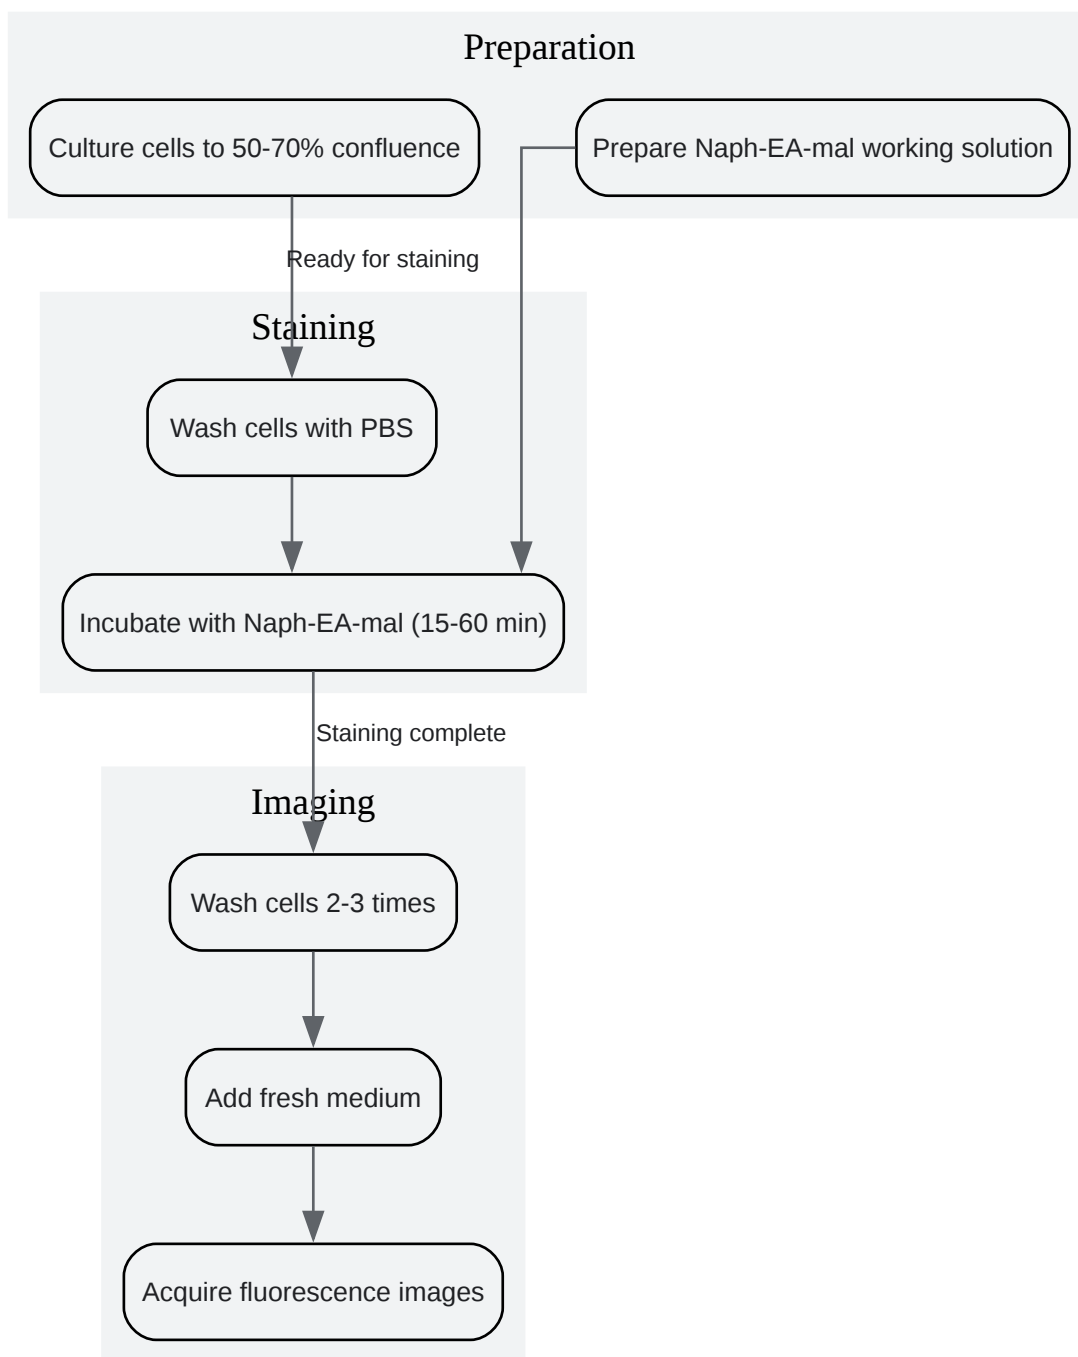 Preparation
Culture cells to 50-70% confluence
Prepare Naph-EA-mal working solution
Ready for staining
Staining
Wash cells with PBS
Incubate with Naph-EA-mal (15-60 min)
Staining complete
Imaging
Wash cells 2-3 times
Add fresh medium
Acquire fluorescence images